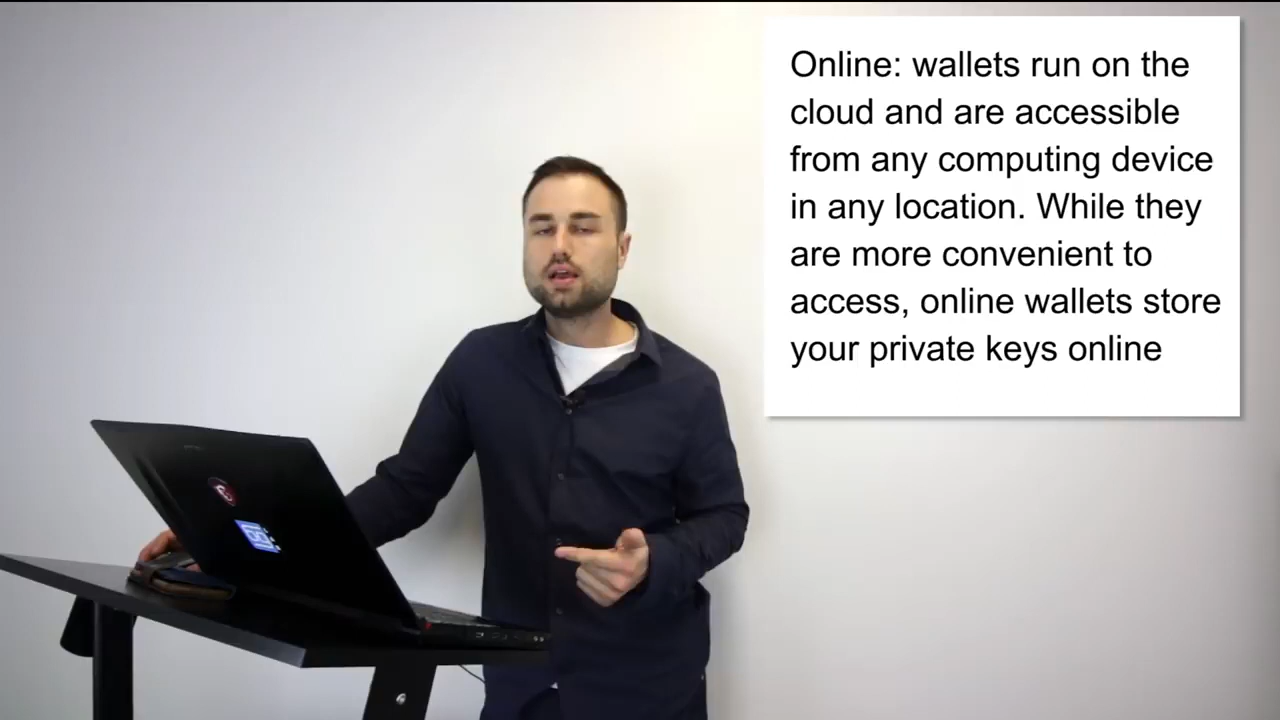 Online: wallets run on the
cloud and are accessible
from any computing device
in any location. While they
are more convenient to
access, online wallets store
your private keys online